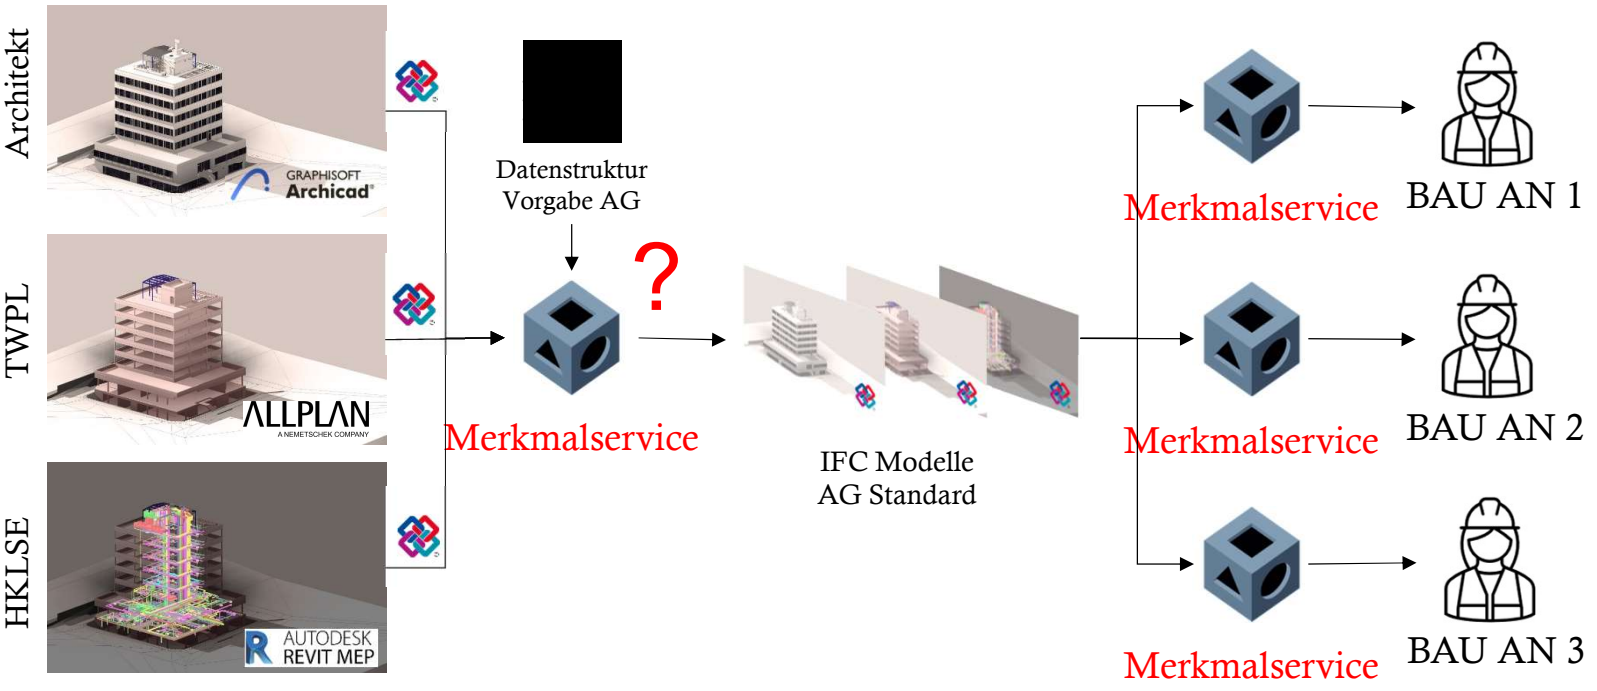 Architekt
GRAPHISOFT
Archicad®
TWPL
ALLPLAN
A NEMETSCHEK COMPANY
HKLSE
AUTODESK
REVIT MEP
Datenstruktur
Vorgabe AG
?
Merkmalservice
IFC Modelle
AG Standard
Merkmalservice
BAU AN 1
Merkmalservice
BAU AN 2
Merkmalservice
BAU AN 3